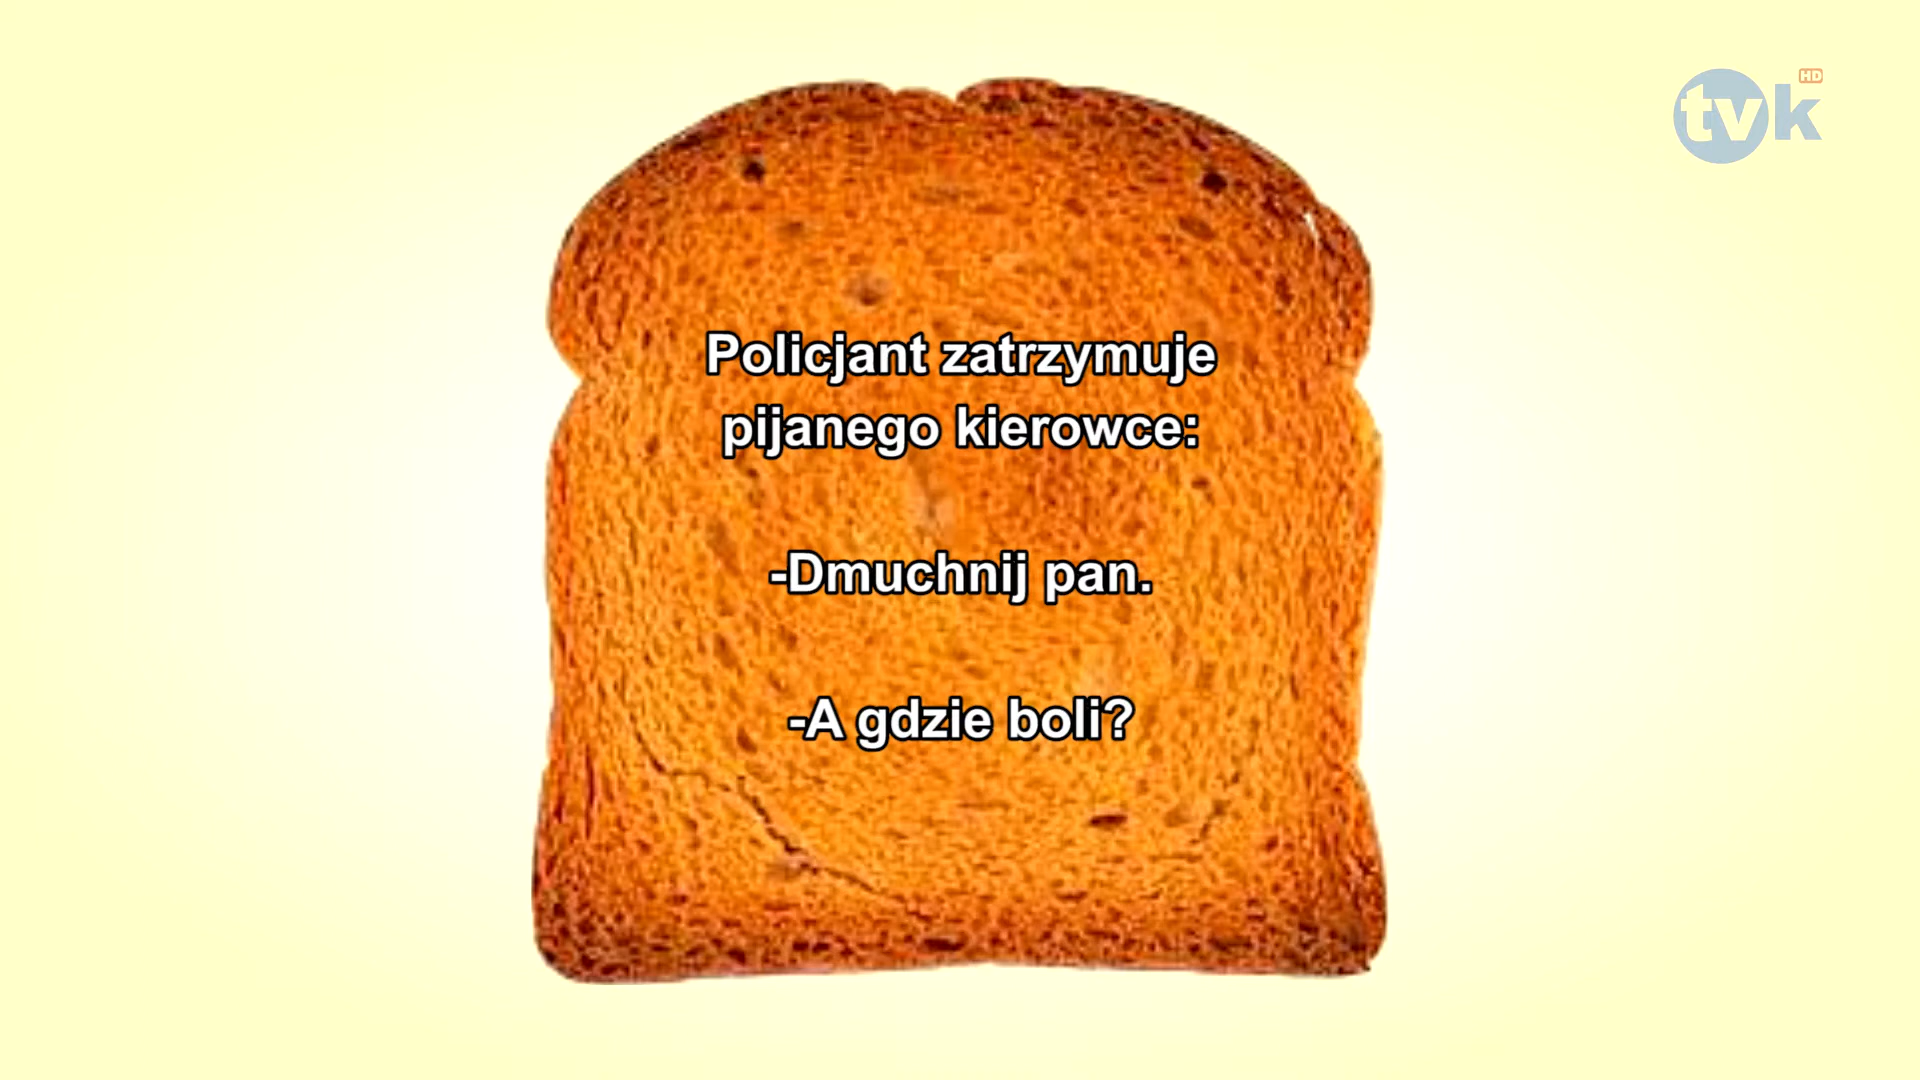 tvk HD
Policjant zatrzymuje
pijanego kierowce:
-Dmuchnij pan.
-A gdzie boli?